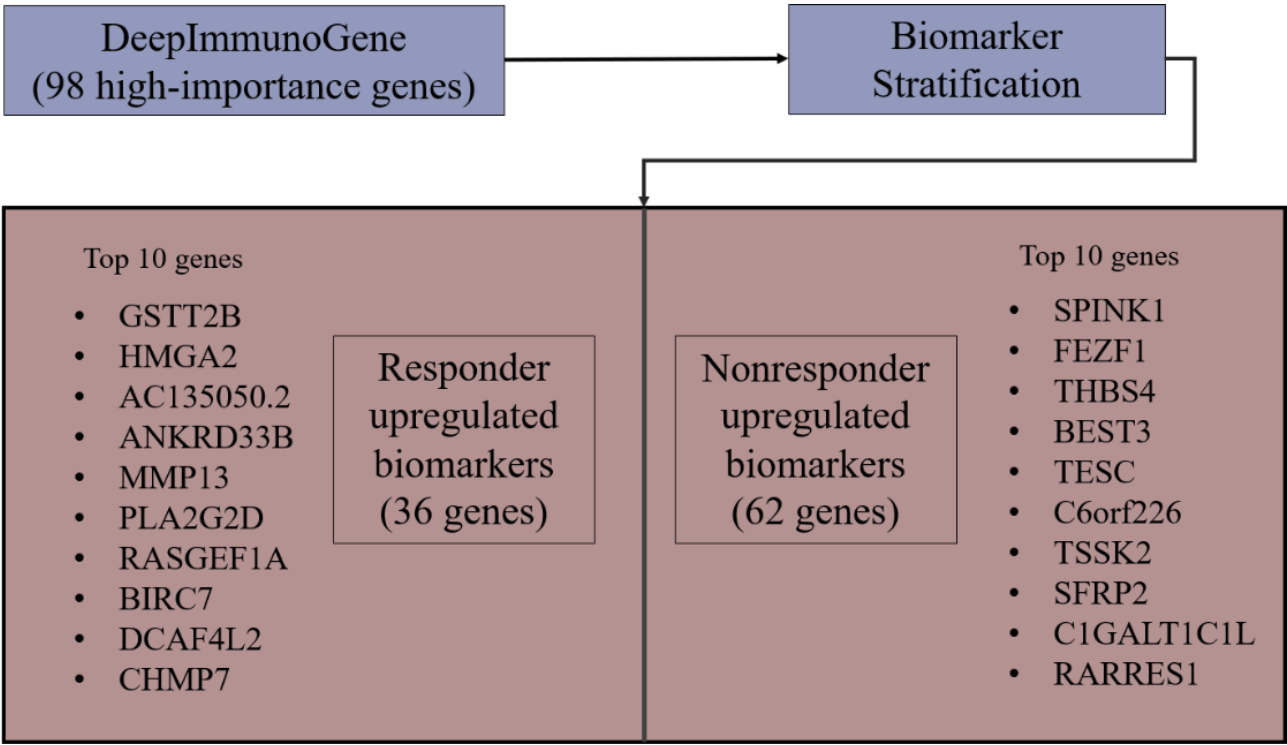 DeepImmunoGene
(98 high-importance genes)
Biomarker
Stratification
Top 10 genes
• GSTT2B
• HMGA2
• AC135050.2
• ANKRD33B
• MMP13
• PLA2G2D
• RASGEF1A
• BIRC7
• DCAF4L2
• CHMP7
Responder
upregulated
biomarkers
(36 genes)
Nonresponder
upregulated
biomarkers
(62 genes)
Top 10 genes
• SPINK1
• FEZF1
• THBS4
• BEST3
• TESC
• C6orf226
• TSSK2
• SFRP2
• C1GALT1C1L
• RARRES1